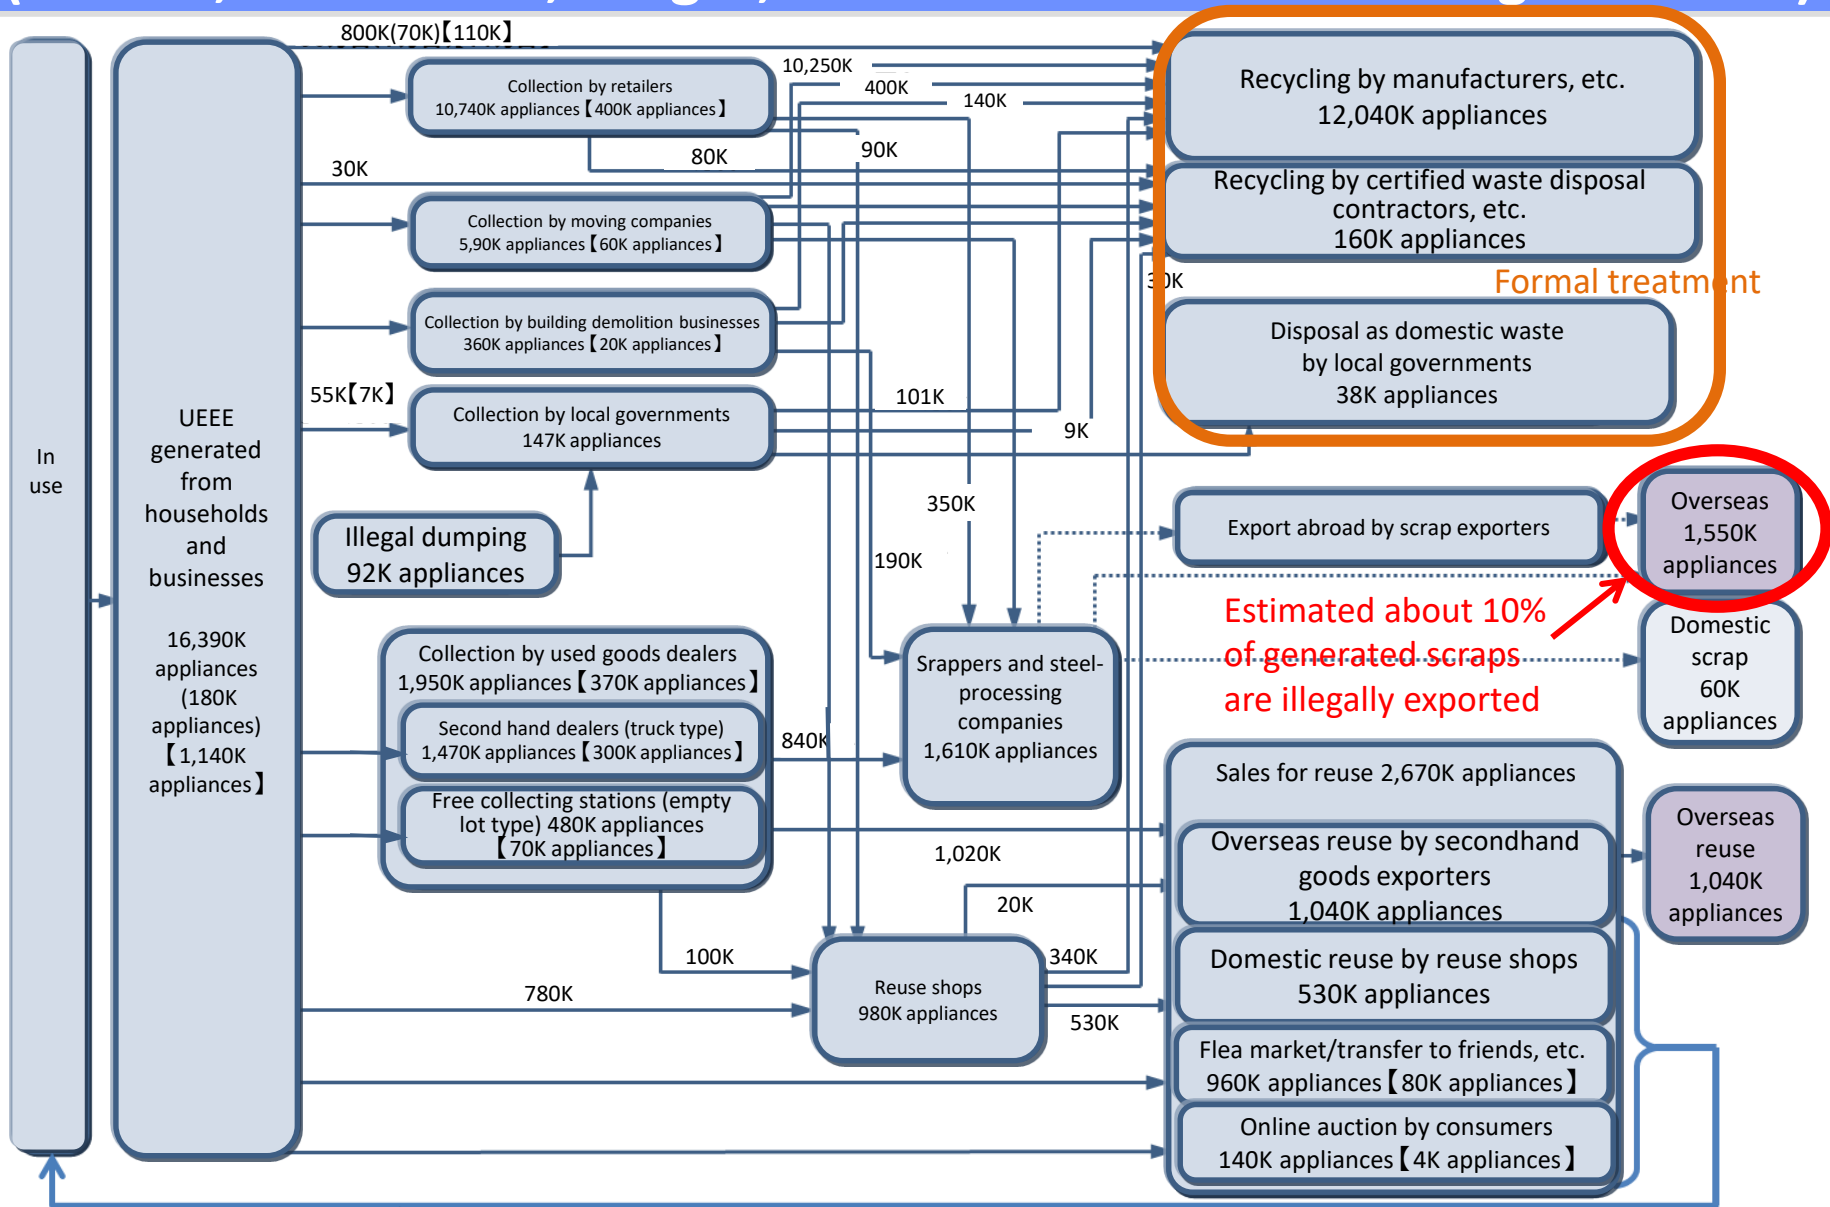 800K(70K)【110K】
In
use
UEEE
generated
from
households
and
businesses
16,390K
appliances
(180K
appliances)
【1,140K
appliances】
Collection by retailers
10,740K appliances【400K appliances】
10,250K
400K
140K
80K
90K
30K
Collection by moving companies
5,90K appliances【60K appliances】
Collection by building demolition businesses
360K appliances【20K appliances】
55K【7K】
Collection by local governments
147K appliances
101K
9K
30K
Illegal dumping
92K appliances
350K
190K
Collection by used goods dealers
1,950K appliances【370K appliances】
Second hand dealers (truck type)
1,470K appliances【300K appliances】
Free collecting stations (empty
lot type) 480K appliances
【70K appliances】
840K
Srappers and steel-
processing
companies
1,610K appliances
1,020K
20K
100K
780K
Reuse shops
980K appliances
340K
530K
Recycling by manufacturers, etc.
12,040K appliances
Recycling by certified waste disposal
contractors, etc.
160K appliances
Formal treatment
Disposal as domestic waste
by local governments
38K appliances
Export abroad by scrap exporters
Overseas
1,550K
appliances
Estimated about 10%
of generated scraps
are illegally exported
Domestic
scrap
60K
appliances
Sales for reuse 2,670K appliances
Overseas reuse by secondhand
goods exporters
1,040K appliances
Overseas
reuse
1,040K
appliances
Domestic reuse by reuse shops
530K appliances
Flea market/transfer to friends, etc.
960K appliances【80K appliances】
Online auction by consumers
140K appliances【4K appliances】